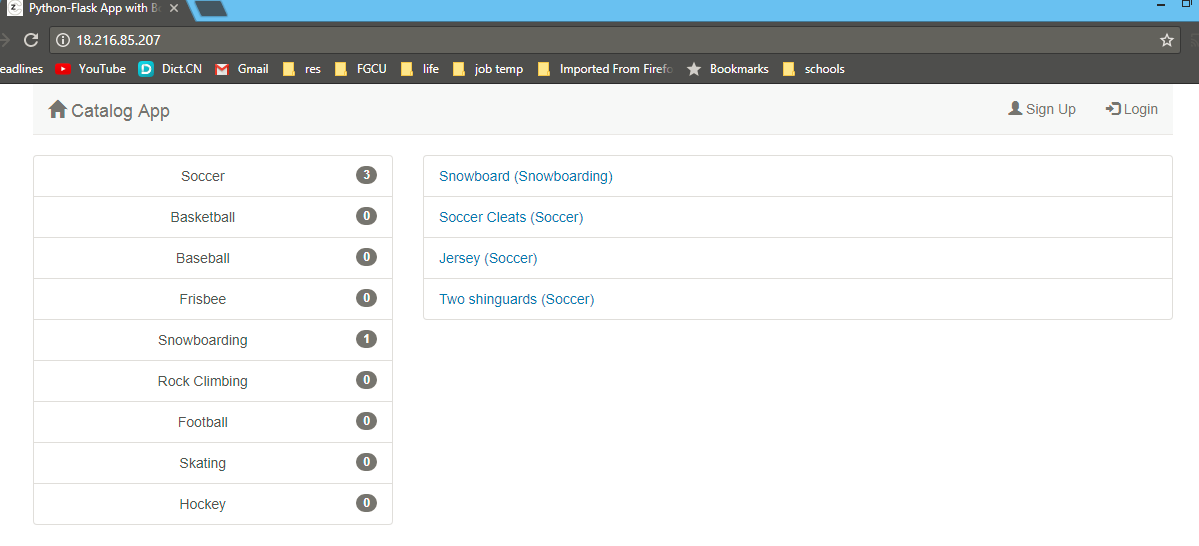 Python-Flask App with Bo
18.216.85.207
eadlines YouTube Dict.CN Gmail res FGCU life job temp Imported From Firefo Bookmarks schools
Catalog App Sign Up Login
Soccer 3
Basketball 0
Baseball 0
Frisbee 0
Snowboarding 1
Rock Climbing 0
Football 0
Skating 0
Hockey 0
Snowboard (Snowboarding)
Soccer Cleats (Soccer)
Jersey (Soccer)
Two shinguards (Soccer)